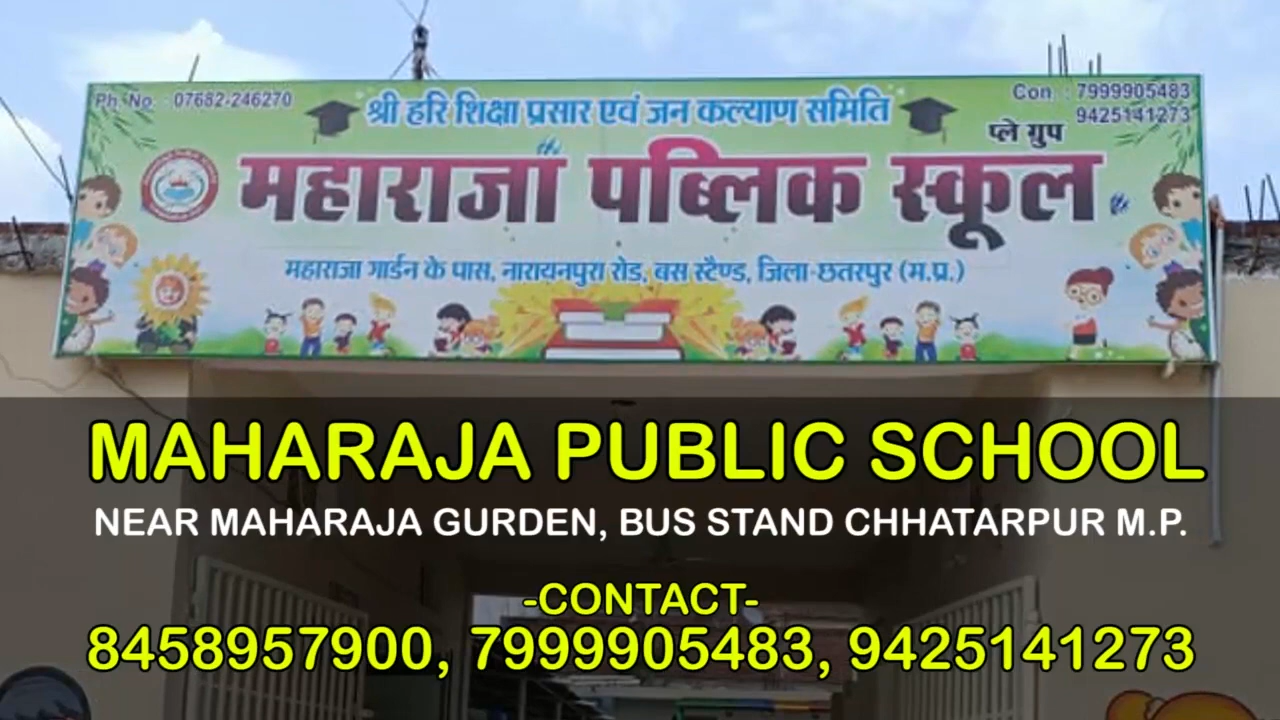 Ph. No. : 07682-246270
श्री हरि शिक्षा प्रसार एवं जन कल्याण समिति
Con. : 7999905483
9425141273
प्ले ग्रुप
महाराजा पब्लिक स्कूल
महाराजा गार्डन के पास, नारायनपुरा रोड, बस स्टैण्ड, जिला-छतरपुर (म.प्र.)
MAHARAJA PUBLIC SCHOOL
NEAR MAHARAJA GURDEN, BUS STAND CHHATARPUR M.P.
-CONTACT-
8458957900, 7999905483, 9425141273